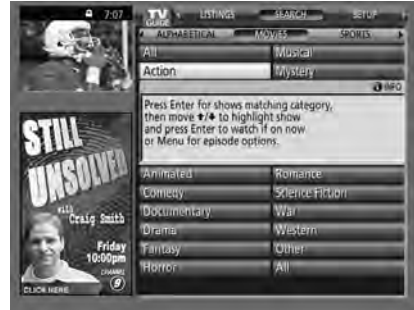 7:07
TV
GUIDE
LISTINGS
SEARCH
SETUP
ALPHABETICAL
MOVIES
SPORTS
All
Musical
Action
Mystery
INFO
Press Enter for shows matching category,
then move ↑/↓ to highlight show
and press Enter to watch if on now
or Menu for episode options.
Animated
Romance
Comedy
Science Fiction
Documentary
War
Drama
Western
Fantasy
Other
Horror
All
STILL
UNSOLVED
with
Craig Smith
Friday
10:00pm
CHANNEL
9
CLICK HERE